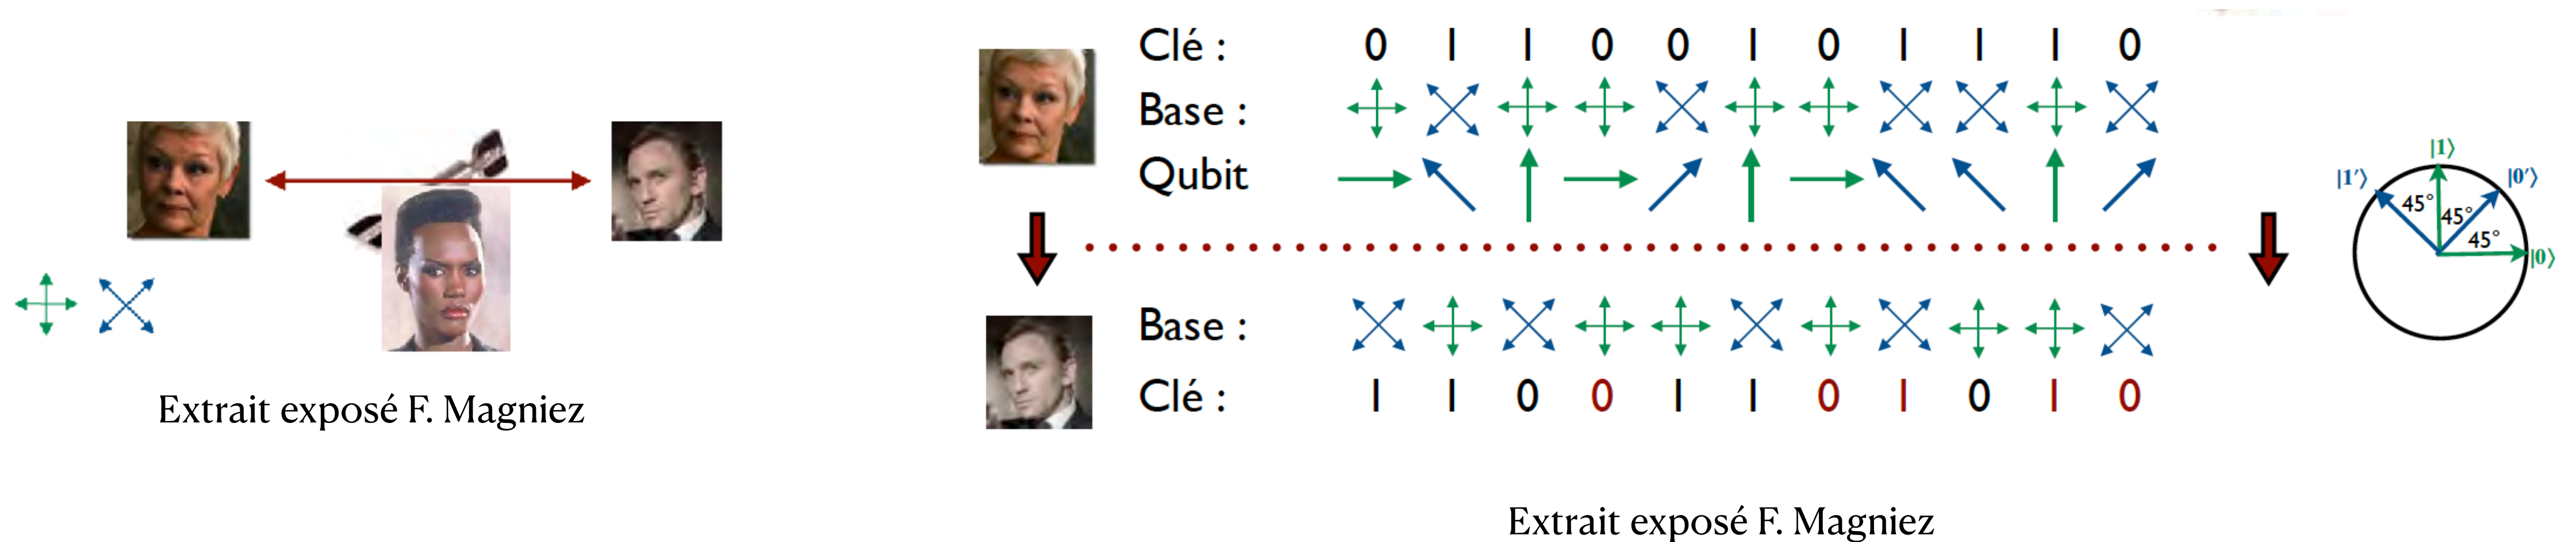 Extrait exposé F. Magniez
Clé : 0 1 1 0 0 1 0 1 1 1 0
Base :
Qubit
Base :
Clé : 1 1 0 0 1 1 0 1 0 1 0
|1⟩
|1'⟩ |0'⟩
45° 45°
45°
|0⟩
Extrait exposé F. Magniez